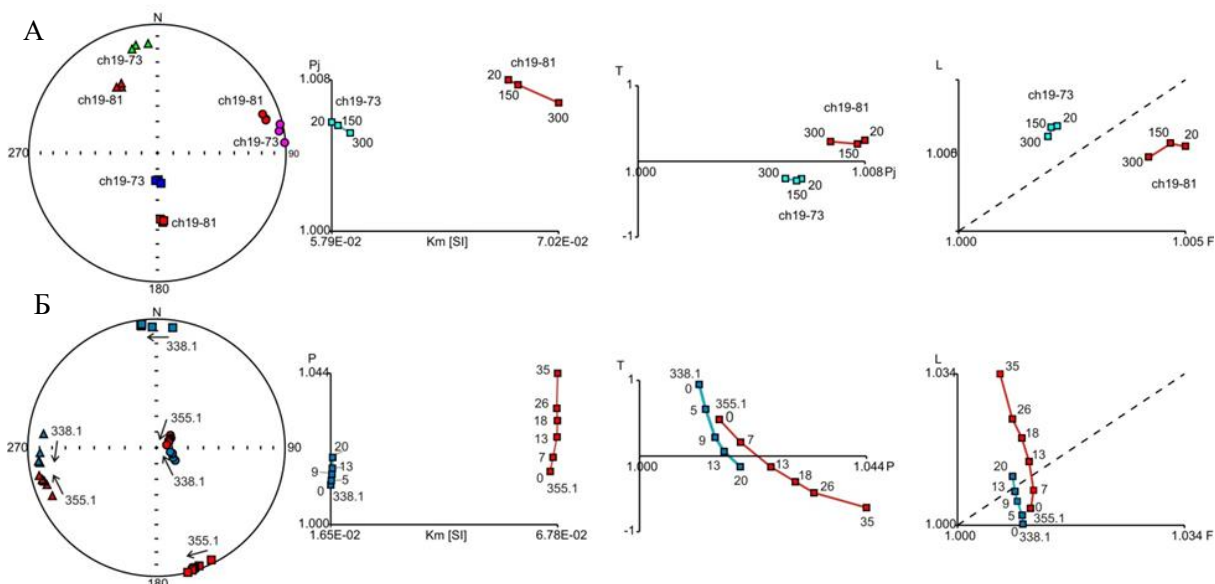 А
N
ch19-73
ch19-81
ch19-81
ch19-73
270
90
ch19-73
ch19-81
180
Pj
1.008
20
ch19-81
150
ch19-73
300
20
150
300
1.000
5.79E-02
Km [SI]
7.02E-02
T
1
ch19-81
300
20
150
1.000
1.008 Pj
300
20
150
ch19-73
-1
L
ch19-73
150
20
300
150
20
300
ch19-81
1.000
1.005 F
Б
N
338.1
355.1
338.1
270
90
355.1
338.1
355.1
180
P
1.044
35
26
18
13
7
0
355.1
20
9
13
5
0
338.1
1.000
1.65E-02
Km [SI]
6.78E-02
T
1
338.1
0
355.1
5
0
9
7
1.000
1.044
P
13
13
20
18
26
35
-1
L
1.034
35
26
18
20
13
13
7
9
5
0
355.1
1.000
0
338.1
1.000
1.034 F